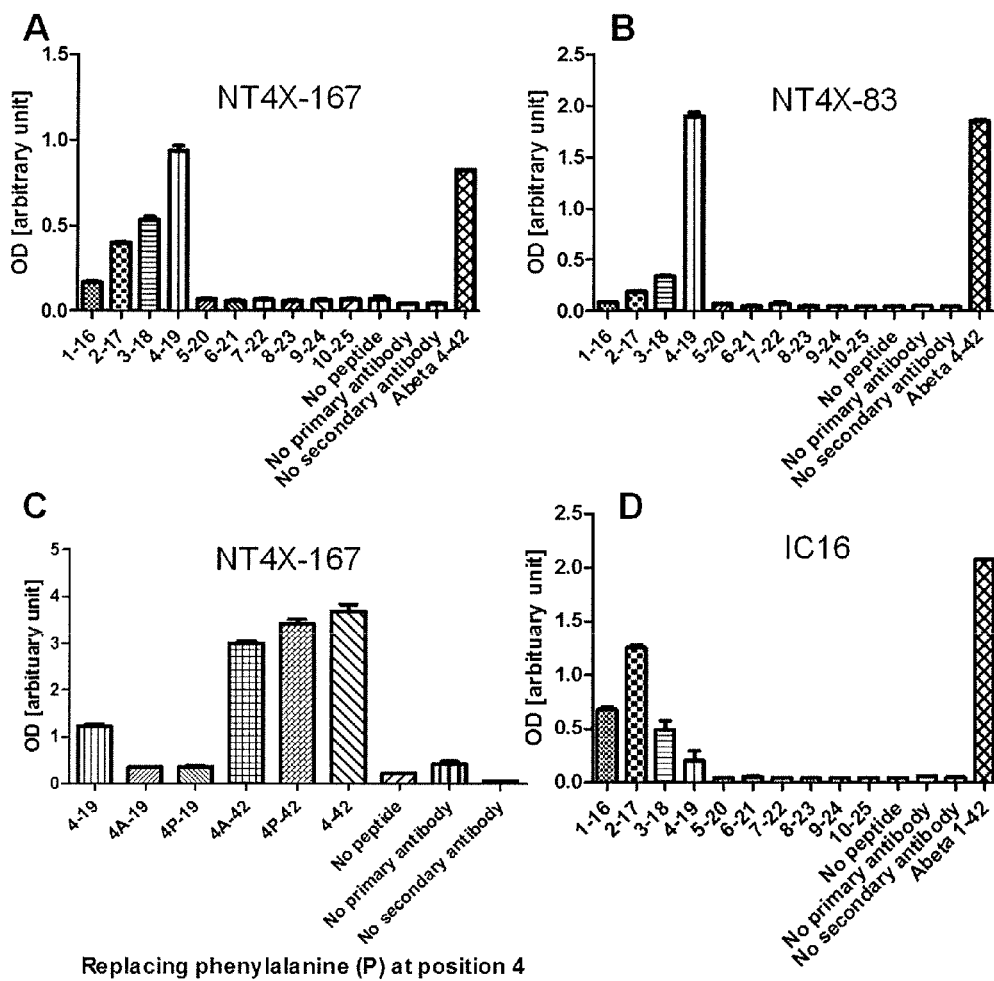 A
NT4X-167
OD [arbitrary unit]
1.5
1.0
0.5
0.0
1-16
2-17
3-18
4-19
5-20
6-21
7-22
8-23
9-24
10-25
No peptide
No primary antibody
No secondary antibody
Abeta 4-42
B
NT4X-83
OD [arbitrary unit]
2.5
2.0
1.5
1.0
0.5
0.0
1-16
2-17
3-18
4-19
5-20
6-21
7-22
8-23
9-24
10-25
No peptide
No primary antibody
No secondary antibody
Abeta 4-42
C
NT4X-167
OD [arbituary unit]
5
4
3
2
1
0
4-19
4A-19
4P-19
4A-42
4P-42
4-42
No peptide
No primary antibody
No secondary antibody
Replacing phenylalanine (P) at position 4
D
IC16
OD [arbituary unit]
2.5
2.0
1.5
1.0
0.5
0.0
1-16
2-17
3-18
4-19
5-20
6-21
7-22
8-23
9-24
10-25
No peptide
No primary antibody
No secondary antibody
Abeta 1-42